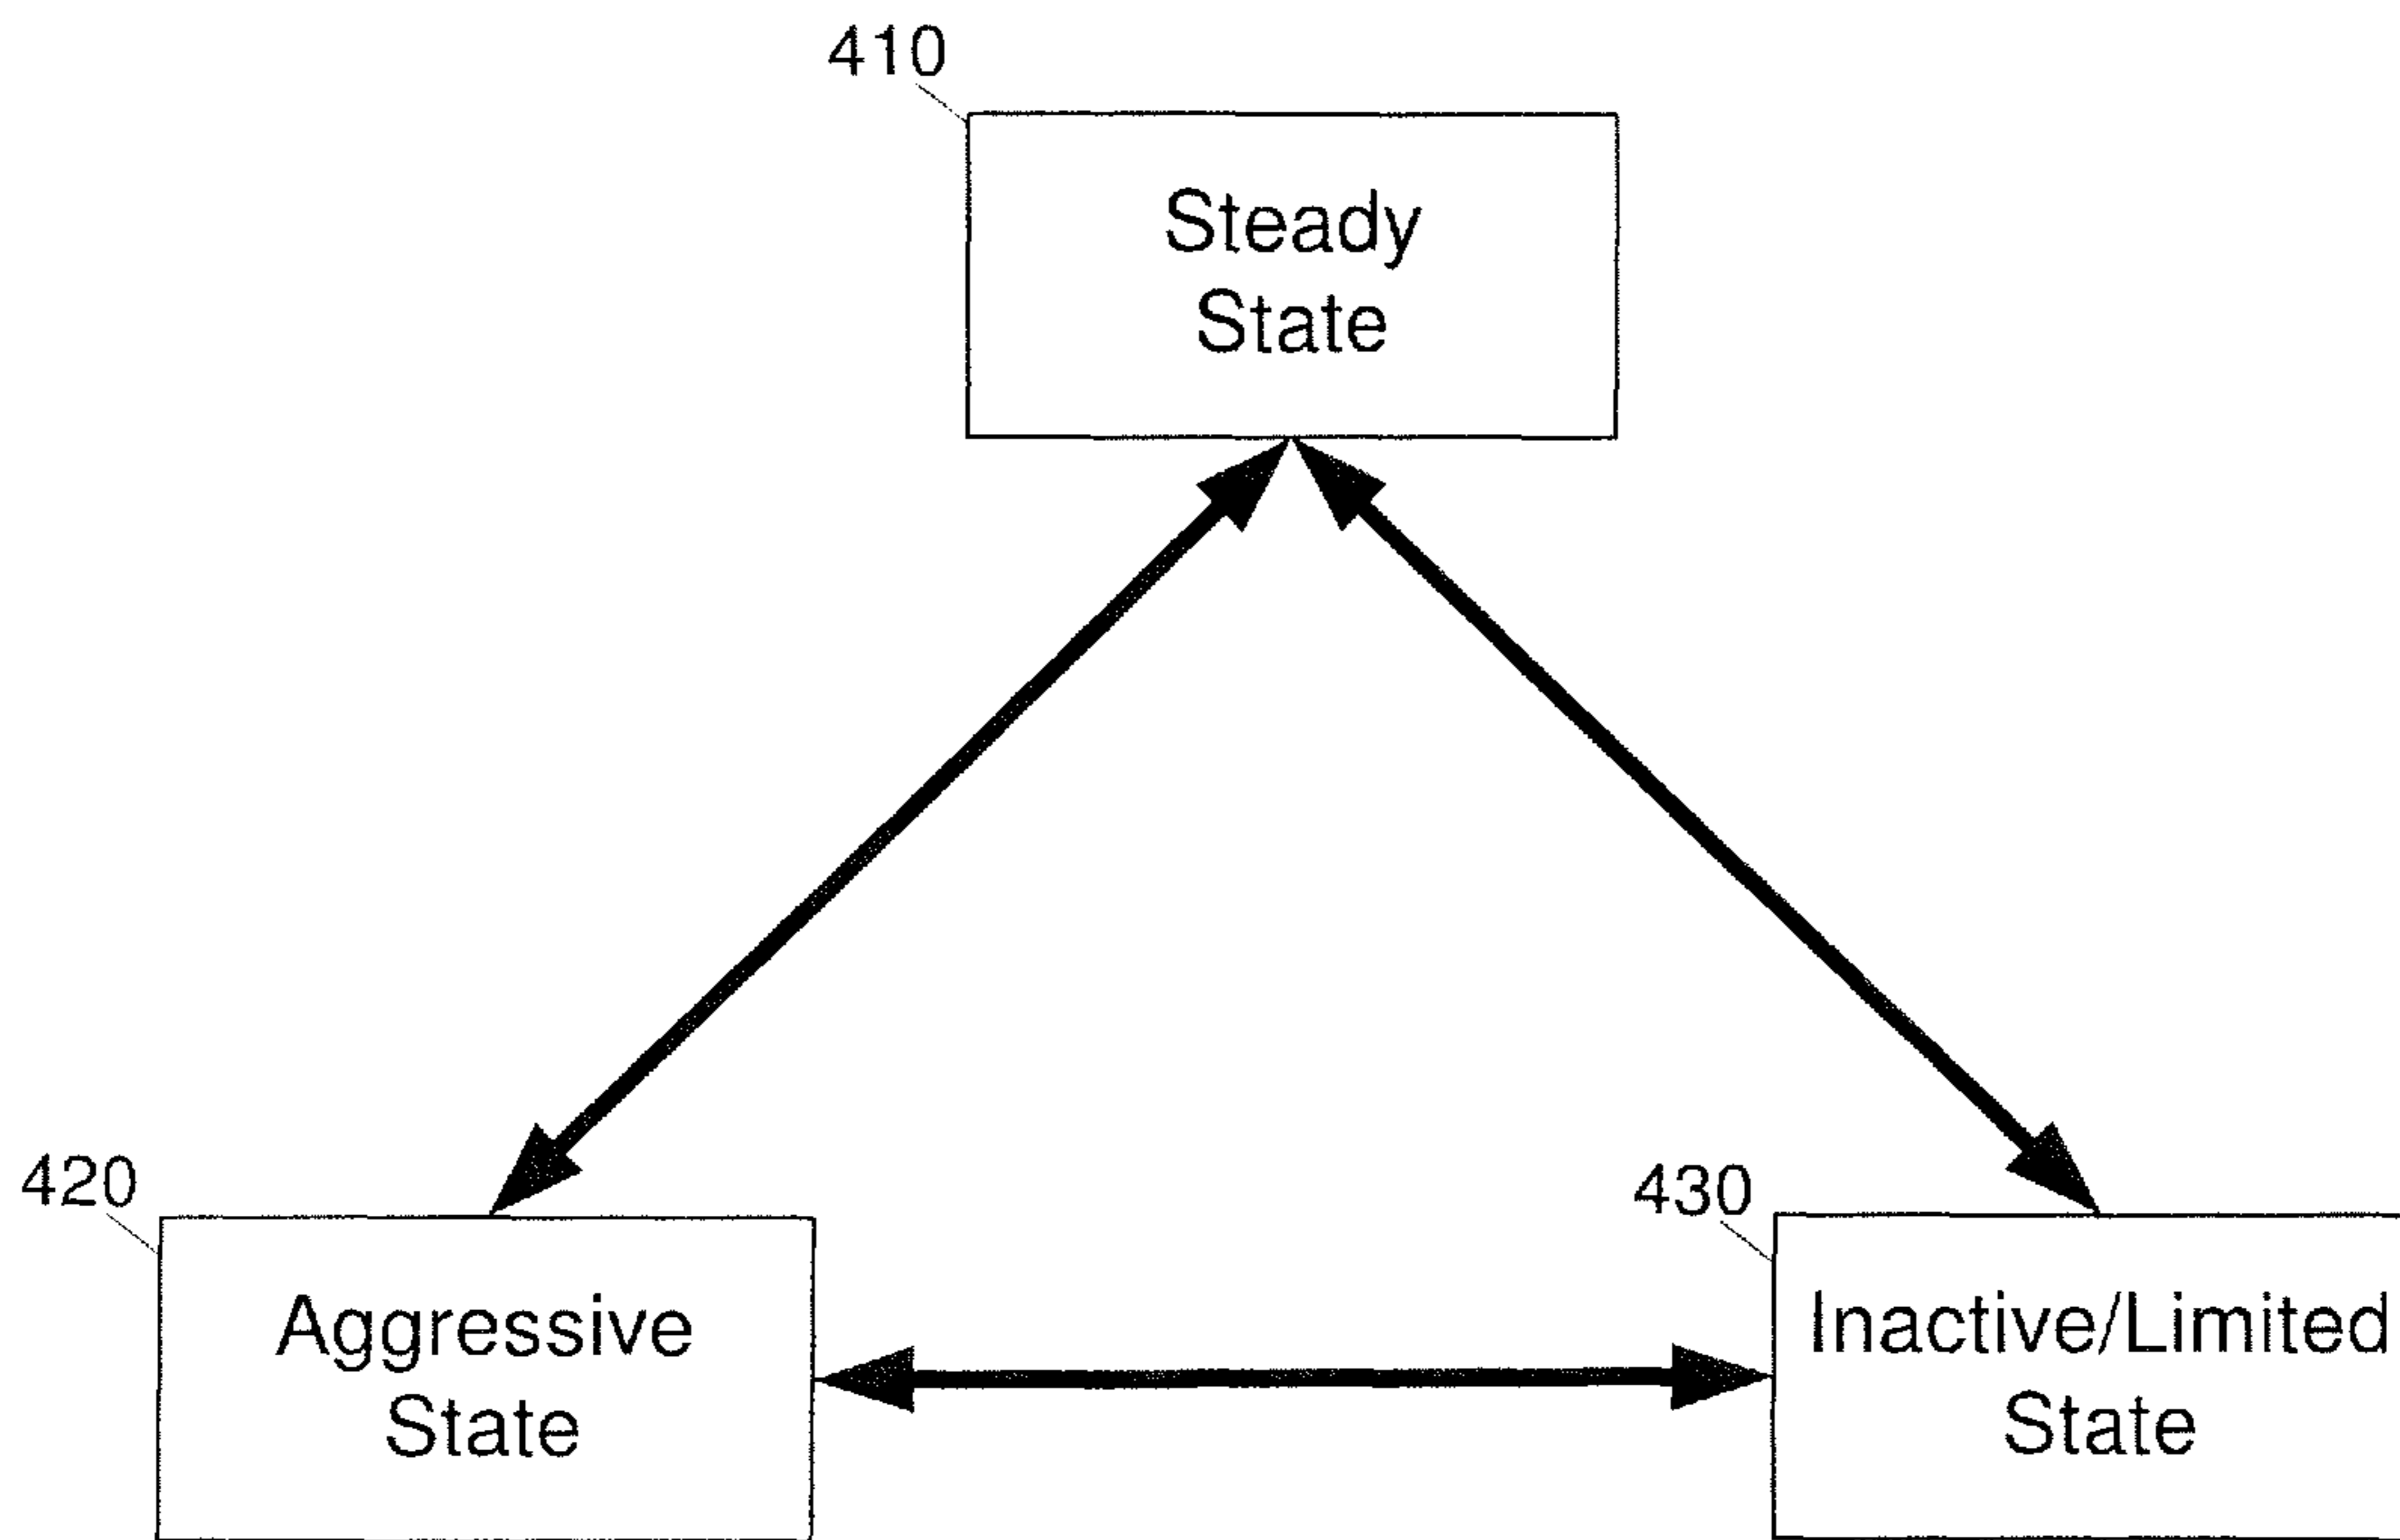 410
Steady
State
420
Aggressive
State
430
Inactive/Limited
State